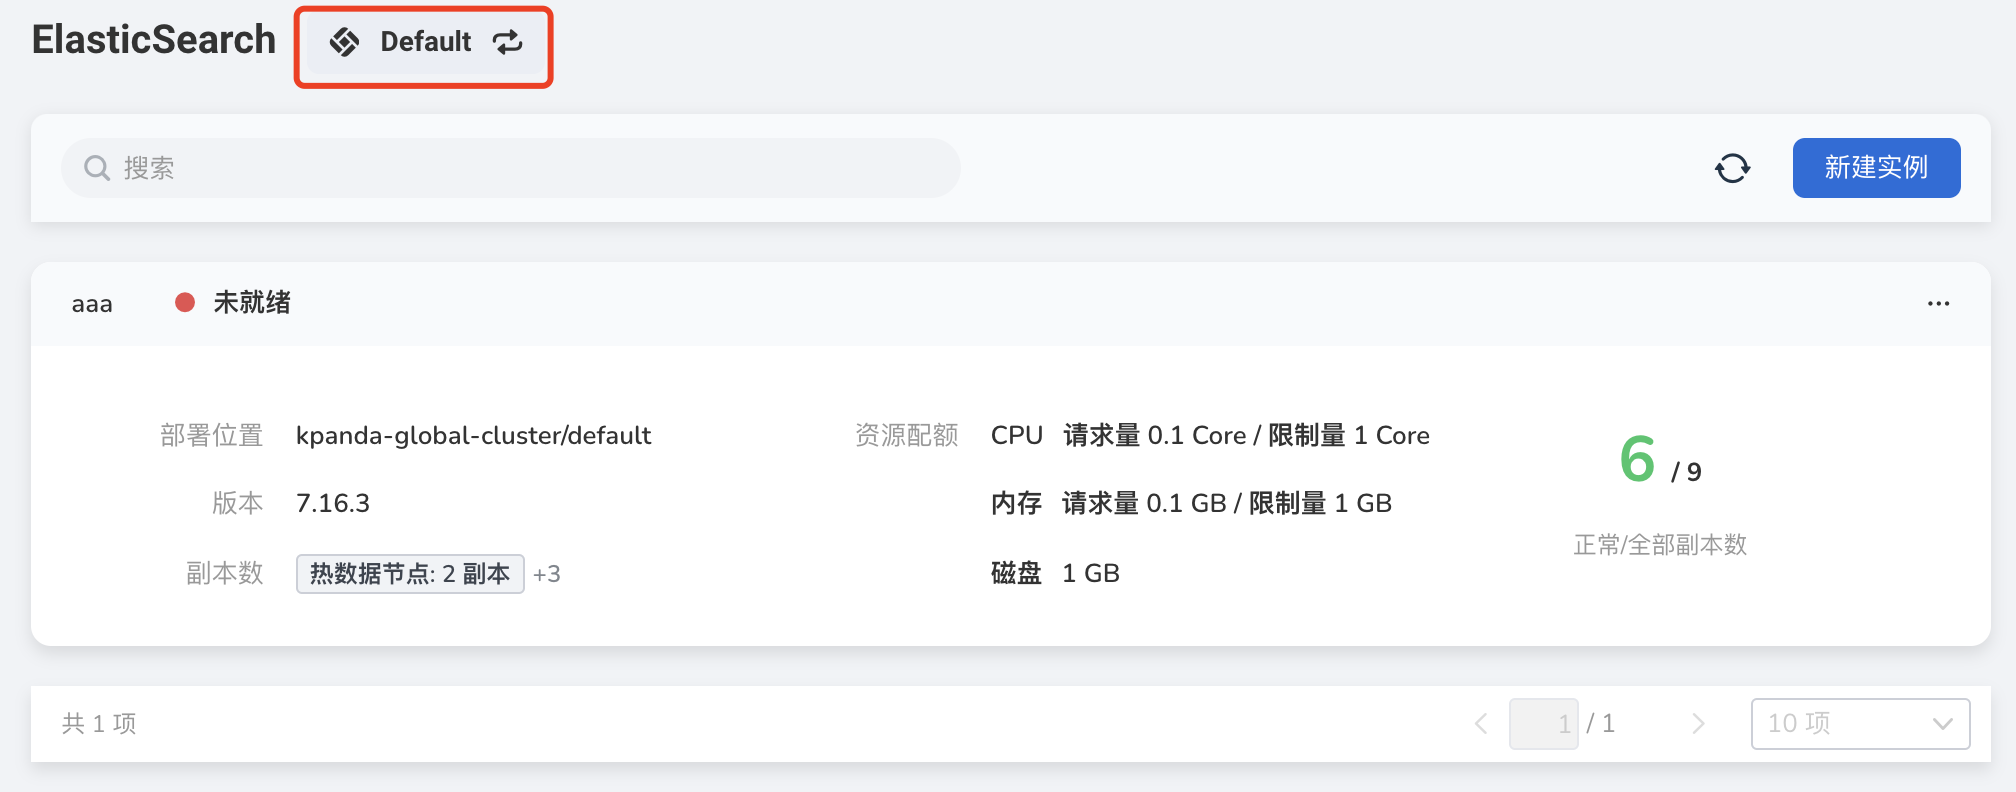 ElasticSearch Default
搜索
新建实例
aaa 未就绪
部署位置 kpanda-global-cluster/default
版本 7.16.3
副本数 热数据节点: 2 副本 +3
资源配额 CPU 请求量 0.1 Core / 限制量 1 Core
内存 请求量 0.1 GB / 限制量 1 GB
磁盘 1 GB
6 / 9
正常/全部副本数
共 1 项
1 / 1
10 项